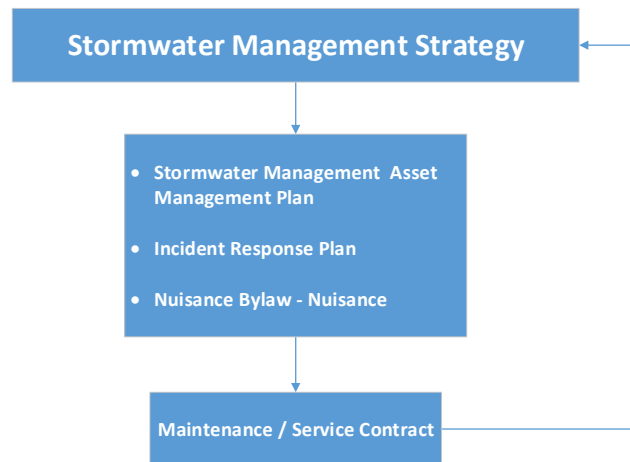 Stormwater Management Strategy
• Stormwater Management Asset
Management Plan
• Incident Response Plan
• Nuisance Bylaw - Nuisance
Maintenance / Service Contract